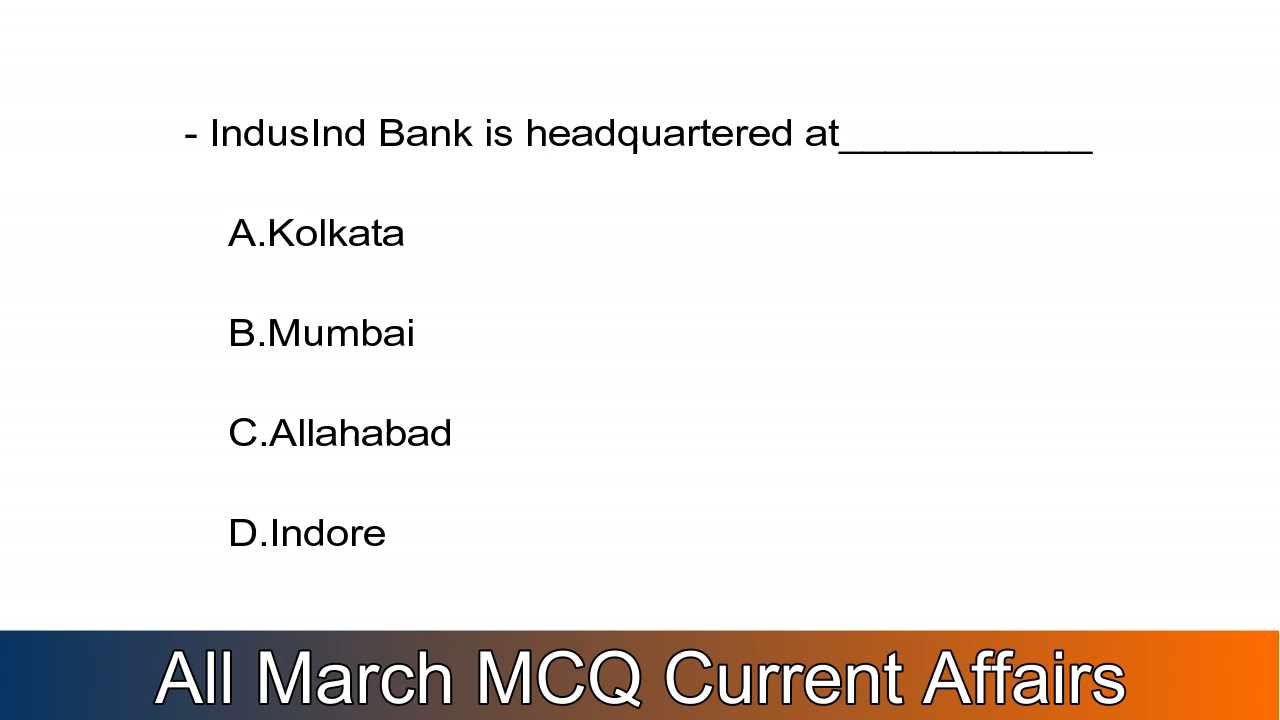 - IndusInd Bank is headquartered at___________
A.Kolkata
B.Mumbai
C.Allahabad
D.Indore
All March MCQ Current Affairs